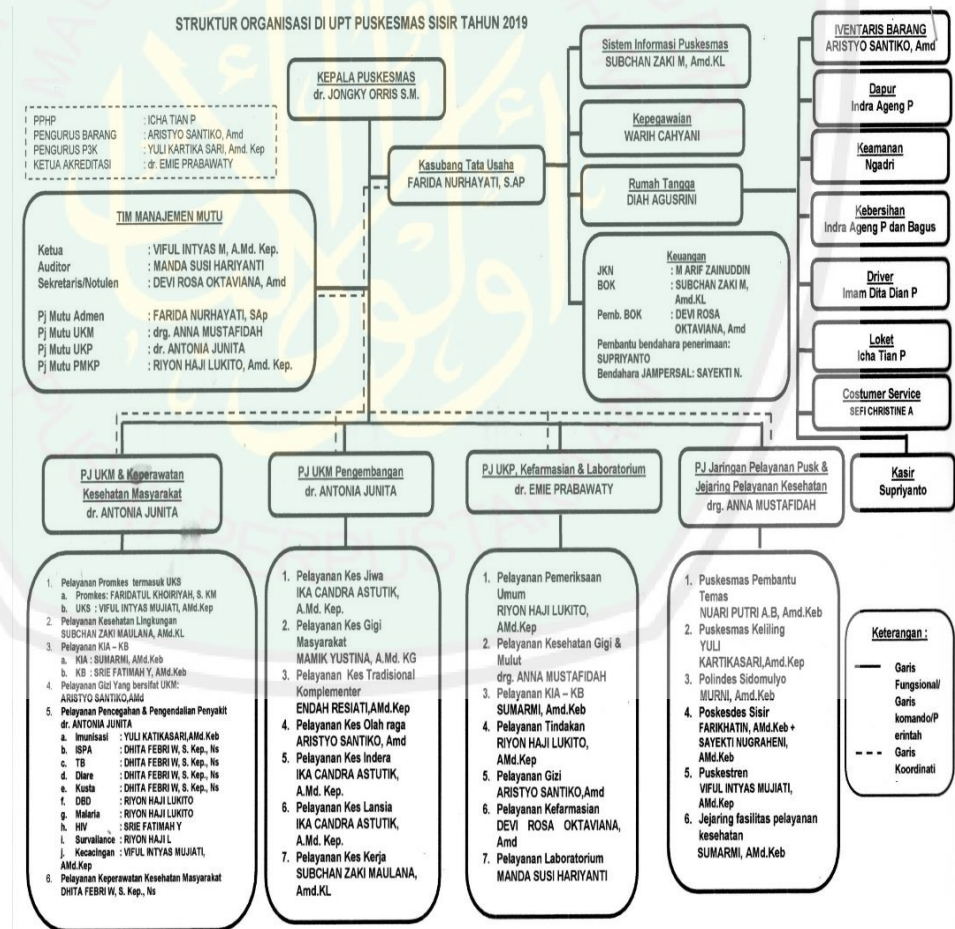 STRUKTUR ORGANISASI DI UPT PUSKESMAS SISIR TAHUN 2019
KEPALA PUSKESMAS
dr. JONGKY ORRIS S.M.
PPHP : ICHA TIAN P
PENGURUS BARANG : ARISTYO SANTIKO, Amd
PENGURUS P3K : YULI KARTIKA SARI, Amd. Kep
KETUA AKREDITASI : dr. EMIE PRABAWATY
Kasubang Tata Usaha
FARIDA NURHAYATI, S.AP
Sistem Informasi Puskesmas
SUBCHAN ZAKI M, Amd.KL
Kepegawaian
WARIH CAHYANI
Rumah Tangga
DIAH AGUSRINI
Keuangan
JKN : M ARIF ZAINUDDIN
BOK : SUBCHAN ZAKI M,
Amd.KL
Pemb. BOK : DEVI ROSA
OKTAVIANA, Amd
Pembantu bendahara penerimaan:
SUPRIYANTO
Bendahara JAMPERSAL: SAYEKTI N.
IVENTARIS BARANG
ARISTYO SANTIKO, Amd
Dapur
Indra Ageng P
Keamanan
Ngadri
Kebersihan
Indra Ageng P dan Bagus
Driver
Imam Dita Dian P
Loket
Icha Tian P
Costumer Service
SEFI CHRISTINE A
Kasir
Supriyanto
TIM MANAJEMEN MUTU
Ketua : VIFUL INTYAS M, A.Md. Kep.
Auditor : MANDA SUSI HARIYANTI
Sekretaris/Notulen : DEVI ROSA OKTAVIANA, Amd
Pj Mutu Admen : FARIDA NURHAYATI, SAp
Pj Mutu UKM : drg. ANNA MUSTAFIDAH
Pj Mutu UKP : dr. ANTONIA JUNITA
Pj Mutu PMKP : RIYON HAJI LUKITO, Amd. Kep.
PJ UKM & Keperawatan
Kesehatan Masyarakat
dr. ANTONIA JUNITA
PJ UKM Pengembangan
dr. ANTONIA JUNITA
PJ UKP, Kefarmasian & Laboratorium
dr. EMIE PRABAWATY
PJ Jaringan Pelayanan Pusk &
Jejaring Pelayanan Kesehatan
drg. ANNA MUSTAFIDAH
1. Pelayanan Promkes termasuk UKS
a. Promkes: FARIDATUL KHOIRIYAH, S. KM
b. UKS : VIFUL INTYAS MUJIATI, AMd.Kep
2. Pelayanan Kesehatan Lingkungan
SUBCHAN ZAKI MAULANA, AMd.KL
3. Pelayanan KIA – KB
a. KIA : SUMARMI, AMd.Keb
b. KB : SRIE FATIMAH Y, AMd.Keb
4. Pelayanan Gizi Yang bersifat UKM:
ARISTYO SANTIKO,AMd
5. Pelayanan Pencegahan & Pengendalian Penyakit
dr. ANTONIA JUNITA
a. Imunisasi : YULI KATIKASARI,AMd.Keb
b. ISPA : DHITA FEBRI W, S. Kep., Ns
c. TB : DHITA FEBRI W, S. Kep., Ns
d. Diare : DHITA FEBRI W, S. Kep., Ns
e. Kusta : DHITA FEBRI W, S. Kep., Ns
f. DBD : RIYON HAJI LUKITO
g. Malaria : RIYON HAJI LUKITO
h. HIV : SRIE FATIMAH Y
i. Survallance : RIYON HAJI L
j. Kecacingan : VIFUL INTYAS MUJIATI,
AMd.Kep
6. Pelayanan Keperawatan Kesehatan Masyarakat
DHITA FEBRI W, S. Kep., Ns
1. Pelayanan Kes Jiwa
IKA CANDRA ASTUTIK,
A.Md. Kep.
2. Pelayanan Kes Gigi
Masyarakat
MAMIK YUSTINA, A.Md. KG
3. Pelayanan Kes Tradisional
Komplementer
ENDAH RESIATI,AMd.Kep
4. Pelayanan Kes Olah raga
ARISTYO SANTIKO, Amd
5. Pelayanan Kes Indera
IKA CANDRA ASTUTIK,
A.Md. Kep.
6. Pelayanan Kes Lansia
IKA CANDRA ASTUTIK,
A.Md. Kep.
7. Pelayanan Kes Kerja
SUBCHAN ZAKI MAULANA,
Amd.KL
1. Pelayanan Pemeriksaan
Umum
RIYON HAJI LUKITO,
AMd.Kep
2. Pelayanan Kesehatan Gigi &
Mulut
drg. ANNA MUSTAFIDAH
3. Pelayanan KIA – KB
SUMARMI, Amd.Keb
4. Pelayanan Tindakan
RIYON HAJI LUKITO,
AMd.Kep
5. Pelayanan Gizi
ARISTYO SANTIKO,Amd
6. Pelayanan Kefarmasian
DEVI ROSA OKTAVIANA,
Amd
7. Pelayanan Laboratorium
MANDA SUSI HARIYANTI
1. Puskesmas Pembantu
Temas
NUARI PUTRI A.B, Amd.Keb
2. Puskesmas Keliling
YULI
KARTIKASARI,Amd.Kep
3. Polindes Sidomulyo
MURNI, Amd.Keb
4. Poskesdes Sisir
FARIKHATIN, AMd.Keb +
SAYEKTI NUGRAHENI,
AMd.Keb
5. Puskestren
VIFUL INTYAS MUJIATI,
AMd.Kep
6. Jejaring fasilitas pelayanan
kesehatan
SUMARMI, AMd.Keb
Keterangan :
Garis
Fungsional/
Garis
komando/P
erintah
Garis
Koordinati